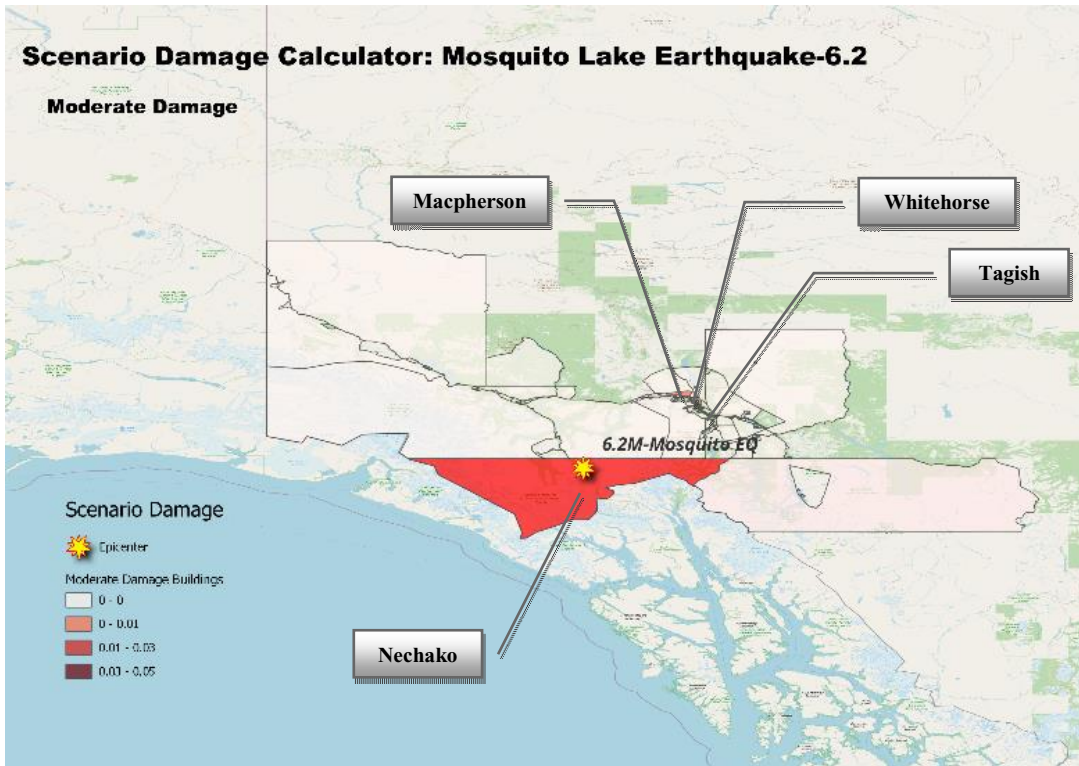 Scenario Damage Calculator: Mosquito Lake Earthquake-6.2
Moderate Damage
Macpherson
Whitehorse
Tagish
6.2M-Mosquito EQ
Scenario Damage
Epicenter
Moderate Damage Buildings
0 - 0
0 - 0.01
0.01 - 0.03
0.03 - 0.05
Nechako